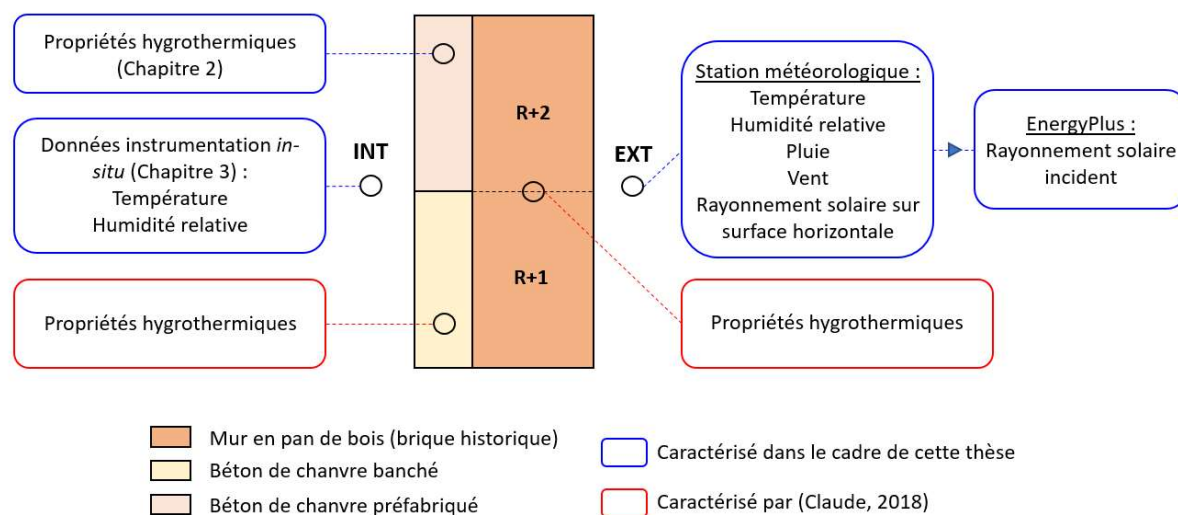 Propriétés hygrothermiques
(Chapitre 2)
Données instrumentation in-
situ (Chapitre 3) :
Température
Humidité relative
Propriétés hygrothermiques
INT
R+2
R+1
EXT
Station météorologique :
Température
Humidité relative
Pluie
Vent
Rayonnement solaire sur
surface horizontale
EnergyPlus :
Rayonnement solaire
incident
Propriétés hygrothermiques
Mur en pan de bois (brique historique)
Béton de chanvre banché
Béton de chanvre préfabriqué
Caractérisé dans le cadre de cette thèse
Caractérisé par (Claude, 2018)